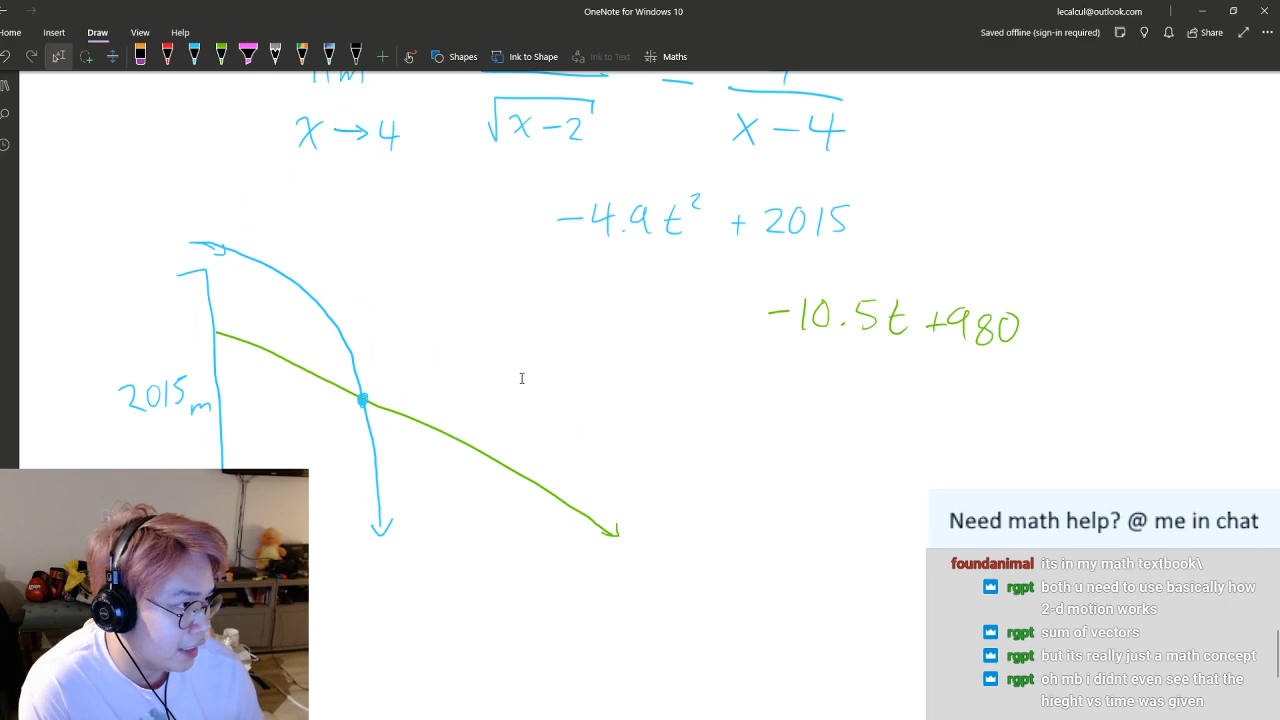 OneNote for Windows 10
lecalcul@outlook.com
Home Insert Draw View Help
Saved offline (sign-in required)
Share
Shapes
Ink to Shape
Ink to Text
Maths
lim
x→4
√x-2
-
x-4
-4.9t² + 2015
-10.5t +980
2015m
Need math help? @ me in chat
foundanimal its in my math textbook\
rgpt both u need to use basically how
2-d motion works
rgpt sum of vectors
rgpt but its really just a math concept
rgpt oh mb i didnt even see that the
hieght vs time was given